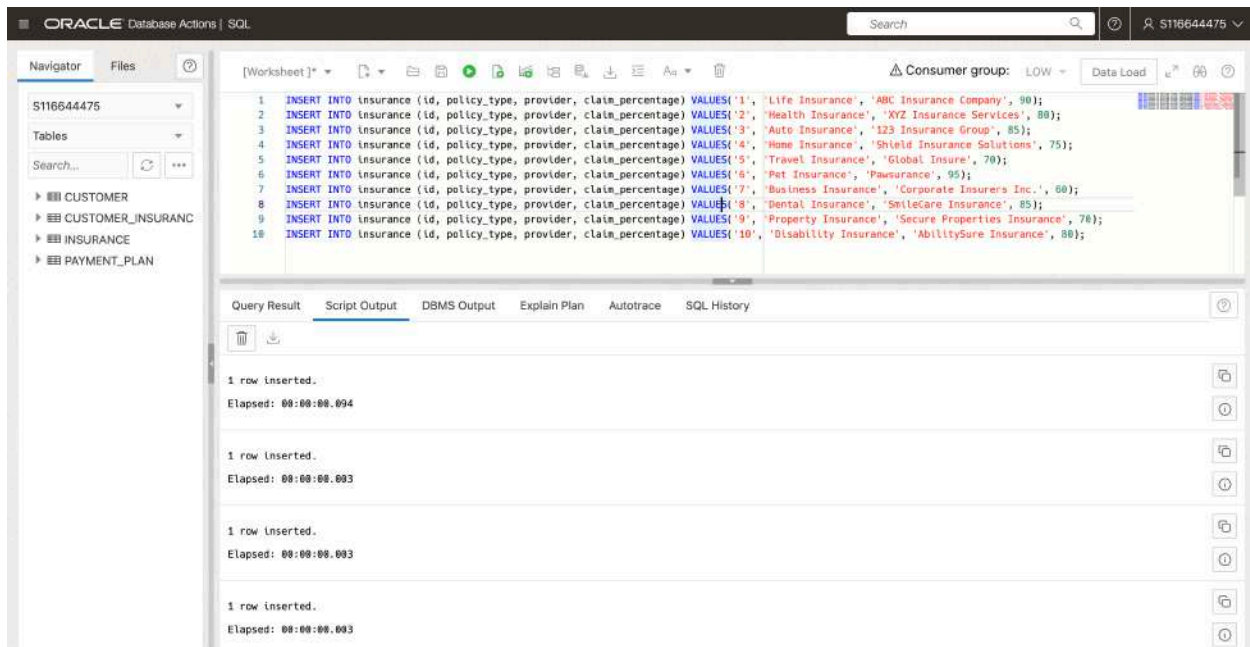 ORACLE Database Actions | SQL
Search
S116644475
Navigator
Files
[Worksheet]*
Aa
Consumer group: LOW
Data Load
S116644475
Tables
Search...
CUSTOMER
CUSTOMER_INSURANC
INSURANCE
PAYMENT_PLAN
1 INSERT INTO insurance (id, policy_type, provider, claim_percentage) VALUES('1', 'Life Insurance', 'ABC Insurance Company', 90);
2 INSERT INTO insurance (id, policy_type, provider, claim_percentage) VALUES('2', 'Health Insurance', 'XYZ Insurance Services', 80);
3 INSERT INTO insurance (id, policy_type, provider, claim_percentage) VALUES('3', 'Auto Insurance', '123 Insurance Group', 85);
4 INSERT INTO insurance (id, policy_type, provider, claim_percentage) VALUES('4', 'Home Insurance', 'Shield Insurance Solutions', 75);
5 INSERT INTO insurance (id, policy_type, provider, claim_percentage) VALUES('5', 'Travel Insurance', 'Global Insure', 70);
6 INSERT INTO insurance (id, policy_type, provider, claim_percentage) VALUES('6', 'Pet Insurance', 'Pawsurance', 95);
7 INSERT INTO insurance (id, policy_type, provider, claim_percentage) VALUES('7', 'Business Insurance', 'Corporate Insurers Inc.', 60);
8 INSERT INTO insurance (id, policy_type, provider, claim_percentage) VALUES('8', 'Dental Insurance', 'SmileCare Insurance', 85);
9 INSERT INTO insurance (id, policy_type, provider, claim_percentage) VALUES('9', 'Property Insurance', 'Secure Properties Insurance', 70);
10 INSERT INTO insurance (id, policy_type, provider, claim_percentage) VALUES('10', 'Disability Insurance', 'AbilitySure Insurance', 80);
Query Result
Script Output
DBMS Output
Explain Plan
Autotrace
SQL History
1 row inserted.
Elapsed: 00:00:00.094
1 row inserted.
Elapsed: 00:00:00.003
1 row inserted.
Elapsed: 00:00:00.003
1 row inserted.
Elapsed: 00:00:00.003